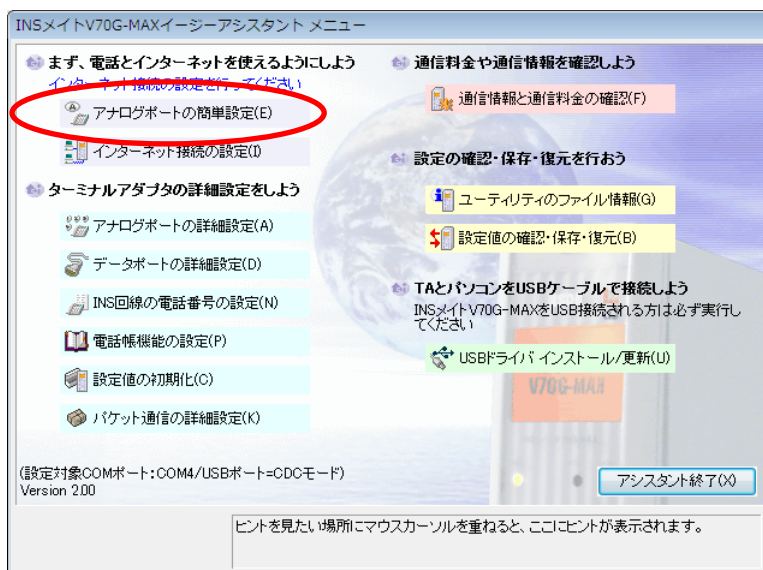 INSメイトV70G-MAXイージーアシスタント メニュー
まず、電話とインターネットを使えるようにしよう
インターネット接続の設定を行ってください
アナログポートの簡単設定(E)
インターネット接続の設定(I)
ターミナルアダプタの詳細設定をしよう
アナログポートの詳細設定(A)
データポートの詳細設定(D)
INS回線の電話番号の設定(N)
電話帳機能の設定(P)
設定値の初期化(C)
パケット通信の詳細設定(K)
(設定対象COMポート:COM4/USBポート=CDCモード)
Version 2.00
通信料金や通信情報を確認しよう
通信情報と通信料金の確認(F)
設定の確認・保存・復元を行おう
ユーティリティのファイル情報(G)
設定値の確認・保存・復元(B)
TAとパソコンをUSBケーブルで接続しよう
INSメイトV70G-MAXをUSB接続される方は必ず実行し
てください
USBドライバ インストール/更新(U)
V70G-MAX
アシスタント終了(X)
ヒントを見たい場所にマウスカーソルを重ねると、ここにヒントが表示されます。